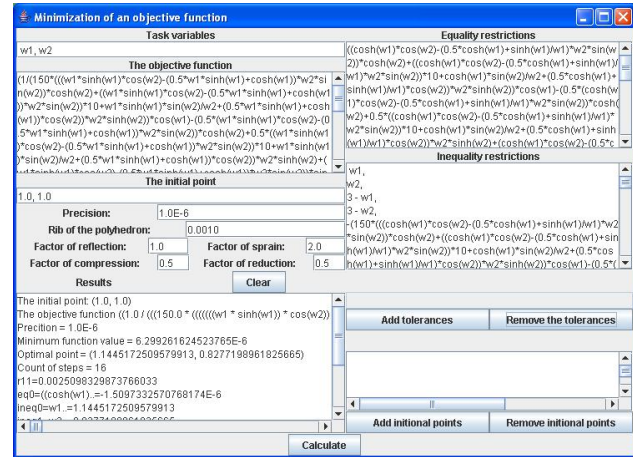 Minimization of an objective function
Task variables
w1, w2
The objective function
(1/(150*(((w1*sinh(w1)*cos(w2)-(0.5*w1*sinh(w1)+cosh(w1))*w2*si
n(w2))*cosh(w2)+((w1*sinh(w1)*cos(w2)-(0.5*w1*sinh(w1)+cosh(w1
))*w2*sin(w2))*10+w1*sinh(w1)*sin(w2)/w2+(0.5*w1*sinh(w1)+cosh
(w1))*cos(w2))*w2*sinh(w2))*cos(w1)-0.5*(w1*sinh(w1)*cos(w2)-(0
.5*w1*sinh(w1)+cosh(w1))*w2*sin(w2))*cosh(w2)+0.5*((w1*sinh(w1
)*cos(w2)-(0.5*w1*sinh(w1)+cosh(w1))*w2*sin(w2))*10+w1*sinh(w1)
*sin(w2)/w2+(0.5*w1*sinh(w1)+cosh(w1))*cos(w2))*w2*sinh(w2)+(
The initial point
1.0, 1.0
Precision: 1.0E-6
Rib of the polyhedron: 0.0010
Factor of reflection: 1.0 Factor of sprain: 2.0
Factor of compression: 0.5 Factor of reduction: 0.5
Results Clear
The initial point: (1.0, 1.0)
The objective function ((1.0 / (((150.0 * (((((((w1 * sinh(w1)) * cos(w2))
Precition = 1.0E-6
Minimum function value = 6.299261624523765E-6
Optimal point = (1.1445172509579913, 0.8277198961825665)
Count of steps = 16
r11=0.0025098329873766033
eq0=((cosh(w1)..=-1.5097332570768174E-7
ineq0=w1..=1.1445172509579913
Equality restrictions
((cosh(w1)*cos(w2)-(0.5*cosh(w1)+sinh(w1)/w1)*w2*sin(w
2))*cosh(w2)+((cosh(w1)*cos(w2)-(0.5*cosh(w1)+sinh(w1)/
w1)*w2*sin(w2))*10+cosh(w1)*sin(w2)/w2+(0.5*cosh(w1)+
sinh(w1)/w1)*cos(w2))*w2*sinh(w2))*cos(w1)-(0.5*(cosh(w
1)*cos(w2)-(0.5*cosh(w1)+sinh(w1)/w1)*w2*sin(w2))*cosh(
w2)+0.5*((cosh(w1)*cos(w2)-(0.5*cosh(w1)+sinh(w1)/w1)*
w2*sin(w2))*10+cosh(w1)*sin(w2)/w2+(0.5*cosh(w1)+sinh
(w1)/w1)*cos(w2))*w2*sinh(w2)+(cosh(w1)*cos(w2)-(0.5*c
Inequality restrictions
w1,
w2,
3 - w1,
3 - w2,
-(150*(((cosh(w1)*cos(w2)-(0.5*cosh(w1)+sinh(w1)/w1)*w2
*sin(w2))*cosh(w2)+((cosh(w1)*cos(w2)-(0.5*cosh(w1)+sin
h(w1)/w1)*w2*sin(w2))*10+cosh(w1)*sin(w2)/w2+(0.5*cos
h(w1)+sinh(w1)/w1)*cos(w2))*w2*sinh(w2))*cos(w1)-(0.5*(
Add tolerances Remove the tolerances
Add initional points Remove initional points
Calculate